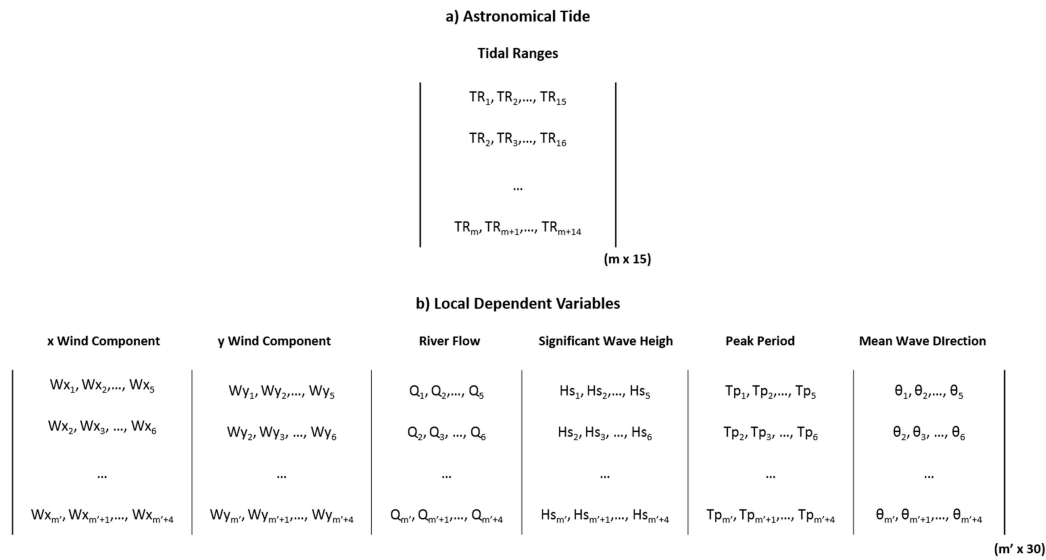 a) Astronomical Tide
Tidal Ranges
TR₁, TR₂,..., TR₁₅
TR₂, TR₃,..., TR₁₆
...
TRₘ, TRₘ₊₁,..., TRₘ₊₁₄
(m x 15)
b) Local Dependent Variables
x Wind Component y Wind Component River Flow Significant Wave Heigh Peak Period Mean Wave DIrection
Wx₁, Wx₂,..., Wx₅ Wy₁, Wy₂,..., Wy₅ Q₁, Q₂,..., Q₅ Hs₁, Hs₂,..., Hs₅ Tp₁, Tp₂,..., Tp₅ θ₁, θ₂,..., θ₅
Wx₂, Wx₃, ..., Wx₆ Wy₂, Wy₃, ..., Wy₆ Q₂, Q₃, ..., Q₆ Hs₂, Hs₃, ..., Hs₆ Tp₂, Tp₃, ..., Tp₆ θ₂, θ₃, ..., θ₆
... ... ... ... ... ...
Wxₘ′, Wxₘ′₊₁,..., Wxₘ′₊₄ Wyₘ′, Wyₘ′₊₁,..., Wyₘ′₊₄ Qₘ′, Qₘ′₊₁,..., Qₘ′₊₄ Hsₘ′, Hsₘ′₊₁,..., Hsₘ′₊₄ Tpₘ′, Tpₘ′₊₁,..., Tpₘ′₊₄ θₘ′, θₘ′₊₁,..., θₘ′₊₄
(m’ x 30)